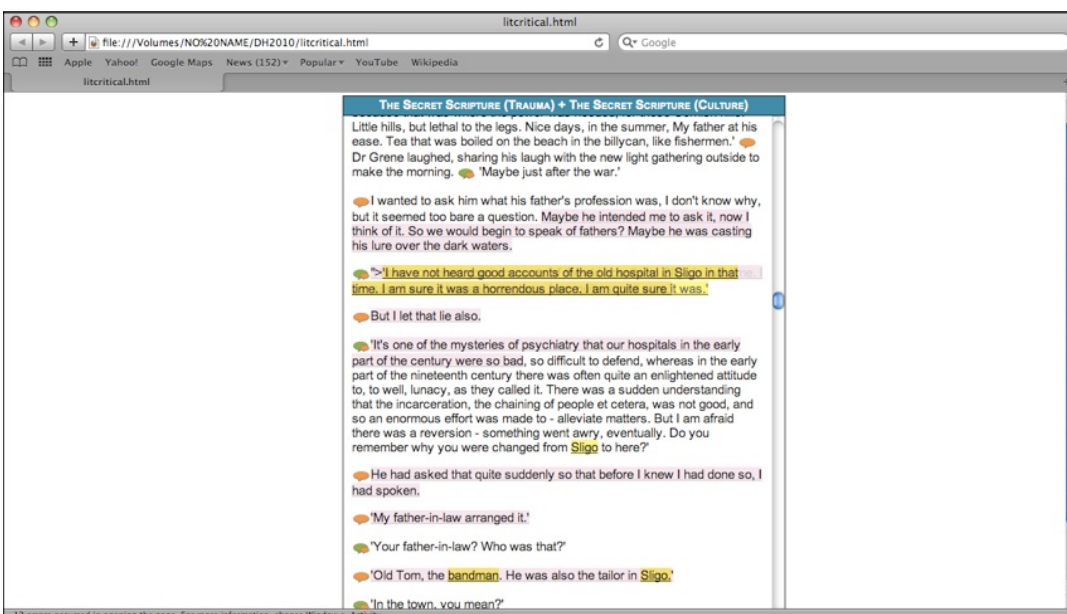 litcritical.html
file:///Volumes/NO%20NAME/DH2010/litcritical.html
Google
Apple Yahoo! Google Maps News (152) Popular YouTube Wikipedia
litcritical.html
THE SECRET SCRIPTURE (TRAUMA) + THE SECRET SCRIPTURE (CULTURE)
Little hills, but lethal to the legs. Nice days, in the summer, My father at his
ease. Tea that was boiled on the beach in the billycan, like fishermen.'
Dr Grene laughed, sharing his laugh with the new light gathering outside to
make the morning. 'Maybe just after the war.'
I wanted to ask him what his father's profession was, I don't know why,
but it seemed too bare a question. Maybe he intended me to ask it, now I
think of it. So we would begin to speak of fathers? Maybe he was casting
his lure over the dark waters.
">'I have not heard good accounts of the old hospital in Sligo in that
time. I am sure it was a horrendous place. I am quite sure it was.'
But I let that lie also.
'It's one of the mysteries of psychiatry that our hospitals in the early
part of the century were so bad, so difficult to defend, whereas in the early
part of the nineteenth century there was often quite an enlightened attitude
to, to well, lunacy, as they called it. There was a sudden understanding
that the incarceration, the chaining of people et cetera, was not good, and
so an enormous effort was made to - alleviate matters. But I am afraid
there was a reversion - something went awry, eventually. Do you
remember why you were changed from Sligo to here?'
He had asked that quite suddenly so that before I knew I had done so, I
had spoken.
'My father-in-law arranged it.'
'Your father-in-law? Who was that?'
'Old Tom, the bandman. He was also the tailor in Sligo.'
'In the town, you mean?'